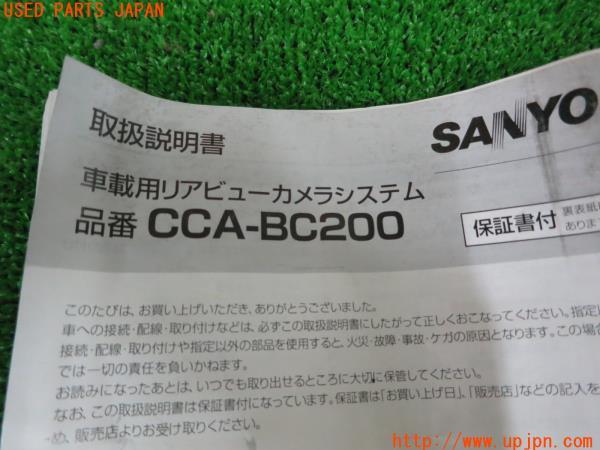 USED PARTS JAPAN
取扱説明書
SANYO
車載用リアビューカメラシステム
品番 CCA-BC200
保証書付
裏表紙
ありま
このたびは、お買い上げいただき、ありがとうございました。
車への接続・配線・取り付けなどは、必ずこの取扱説明書にしたがって正しくおこなってください。指定
接続・配線・取り付けや指定以外の部品を使用すると、火災・故障・事故・ケガの原因となります。この場合
では一切の責任を負いかねます。
お読みになったあとは、いつでも取り出せるところに大切に保管してください。
なお、この取扱説明書は保証書付になっています。保証書は「お買い上げ日」、「販売店」などの記入を
め、販売店よりお受け取りください。
http://www.upjpn.com/